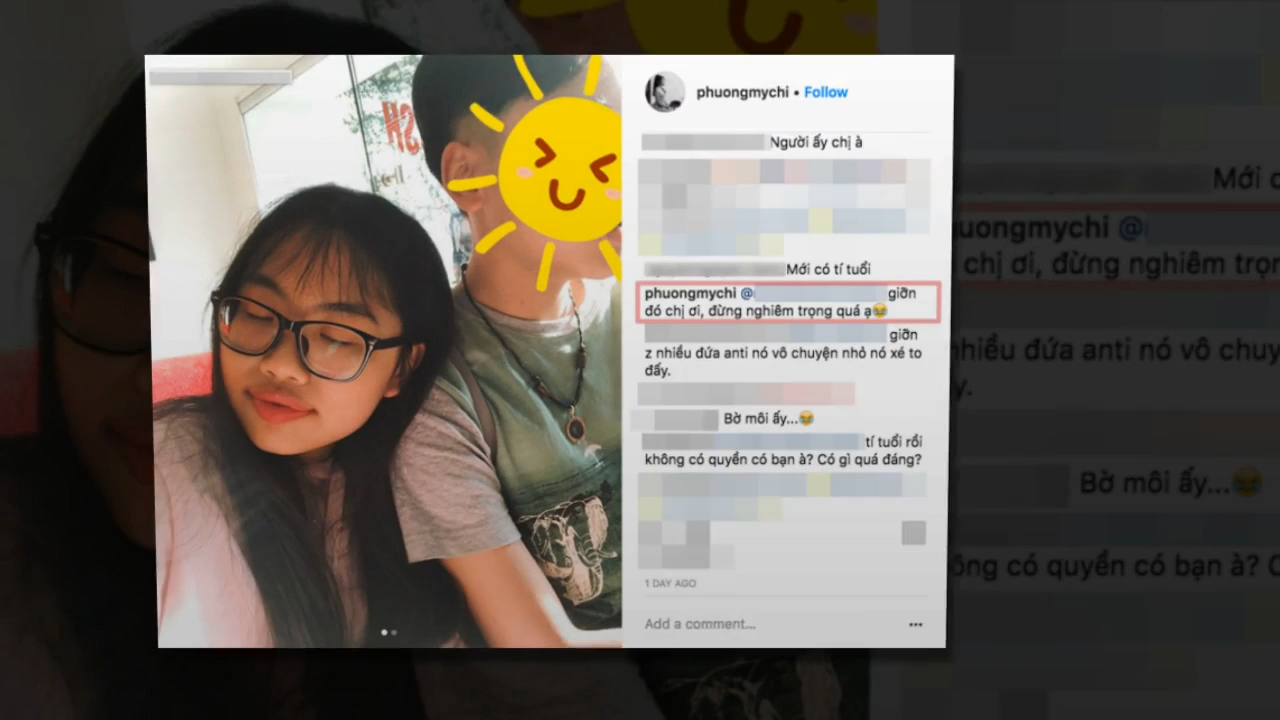 phuongmychi • Follow
Người ấy chị à
Mới có tí tuổi
phuongmychi @ giỡn
đó chị ơi, đừng nghiêm trọng quá ạ😂
giỡn
z nhiều đứa anti nó vô chuyện nhỏ nó xé to
đấy.
Bờ môi ấy...😂
tí tuổi rồi
không có quyền có bạn à? Có gì quá đáng?
1 DAY AGO
Add a comment...
Mới c
uongmychi @
chị ơi, đừng nghiêm trọn
nhiều đứa anti nó vô chuy
y.
Bờ môi ấy...😂
ông có quyền có bạn à? C